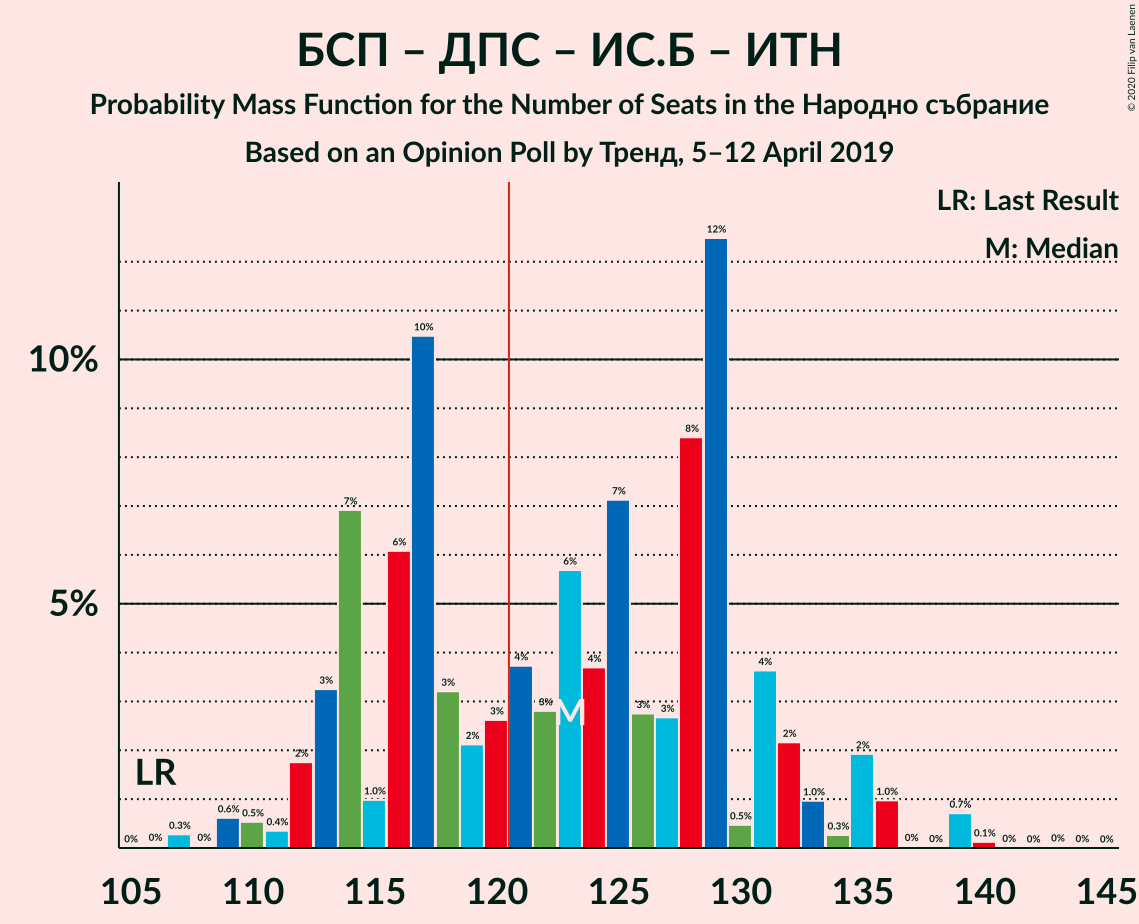 БСП – ДПС – ИС.Б – ИТН
Probability Mass Function for the Number of Seats in the Народно събрание
Based on an Opinion Poll by Тренд, 5–12 April 2019
© 2020 Filip van Laenen
LR: Last Result
M: Median
10%
5%
LR
M
0% 0% 0.3% 0% 0.6% 0.5% 0.4% 2% 3% 7% 1.0% 6% 10% 3% 2% 3% 4% 3% 6% 4% 7% 3% 3% 8% 12% 0.5% 4% 2% 1.0% 0.3% 2% 1.0% 0% 0% 0.7% 0.1% 0% 0% 0% 0% 0%
105 110 115 120 125 130 135 140 145